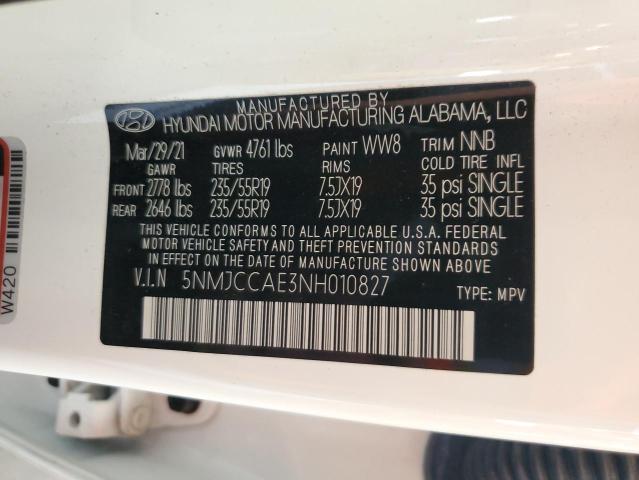 MANUFACTURED BY
HYUNDAI MOTOR MANUFACTURING ALABAMA, LLC
Mar/29/21 GVWR 4761 lbs PAINT WW8 TRIM NNB
GAWR TIRES RIMS COLD TIRE INFL
FRONT 2778 lbs 235/55R19 7.5JX19 35 psi SINGLE
REAR 2646 lbs 235/55R19 7.5JX19 35 psi SINGLE
THIS VEHICLE CONFORMS TO ALL APPLICABLE U.S.A. FEDERAL
MOTOR VEHICLE SAFETY AND THEFT PREVENTION STANDARDS
IN EFFECT ON THE DATE OF MANUFACTURE SHOWN ABOVE.
V.I.N 5NMJCCAE3NH010827 TYPE: MPV
W420